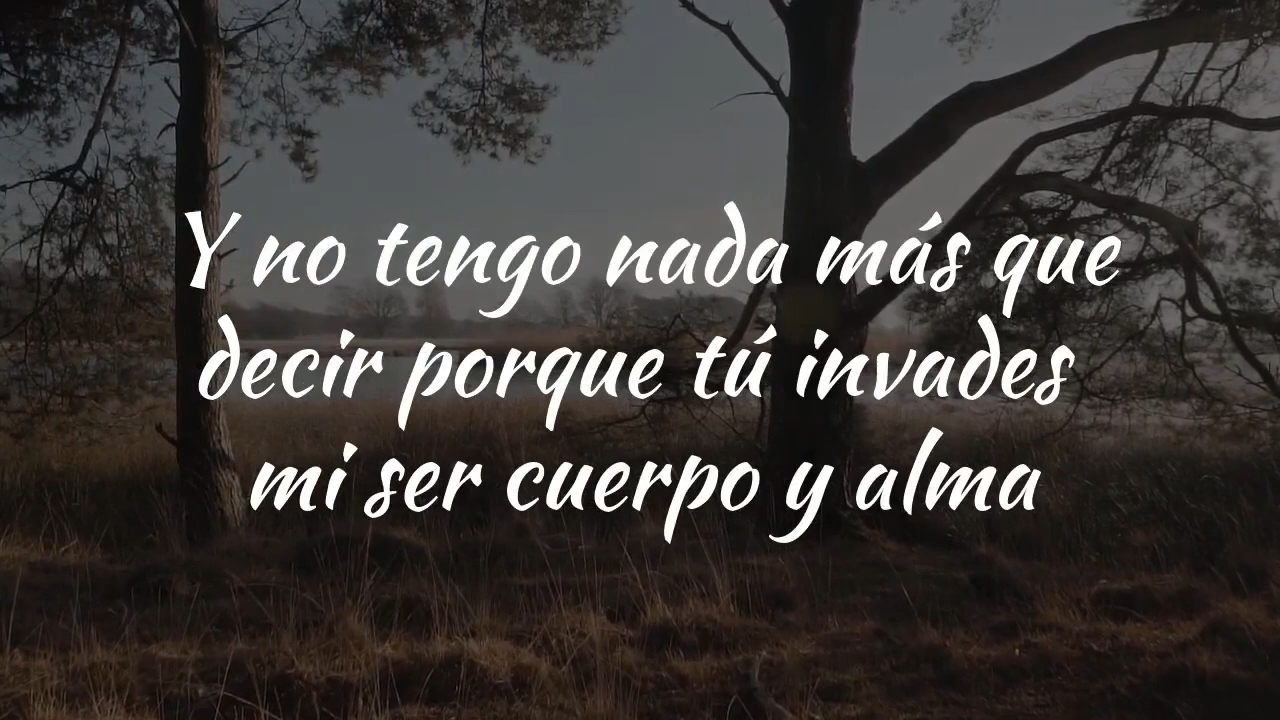 Y no tengo nada más que
decir porque tú invades
mi ser cuerpo y alma